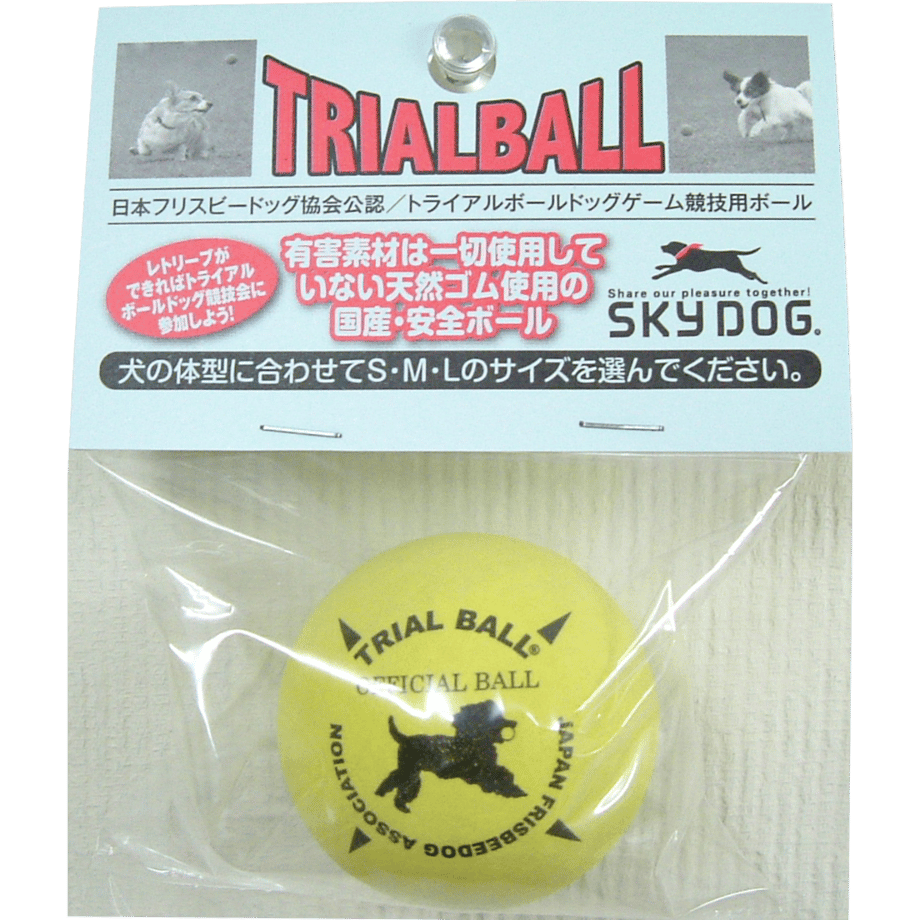 TRIALBALL
日本フリスビードッグ協会公認／トライアルボールドッグゲーム競技用ボール
レトリーブが
できればトライアル
ボールドッグ競技会に
参加しよう!
有害素材は一切使用して
いない天然ゴム使用の
国産・安全ボール
Share our pleasure together!
SKYDOG®
犬の体型に合わせてS・M・Lのサイズを選んでください。
TRIAL BALL®
OFFICIAL BALL
JAPAN FRISBEEDOG ASSOCIATION